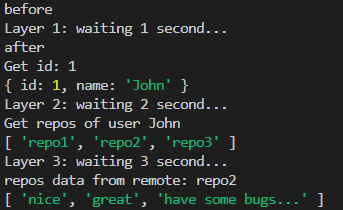 before
Layer 1: waiting 1 second...
after
Get id: 1
{ id: 1, name: 'John' }
Layer 2: waiting 2 second...
Get repos of user John
[ 'repo1', 'repo2', 'repo3' ]
Layer 3: waiting 3 second...
repos data from remote: repo2
[ 'nice', 'great', 'have some bugs...' ]